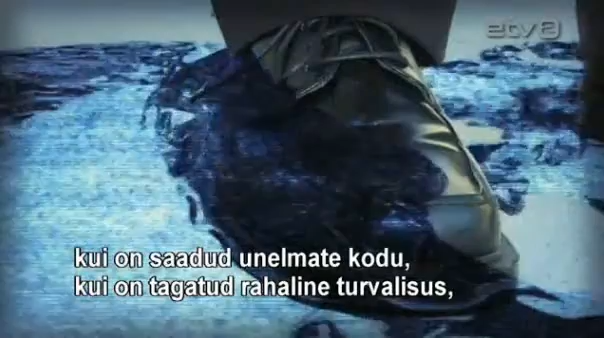 etv2
kui on saadud unelmate kodu,
kui on tagatud rahaline turvalisus,